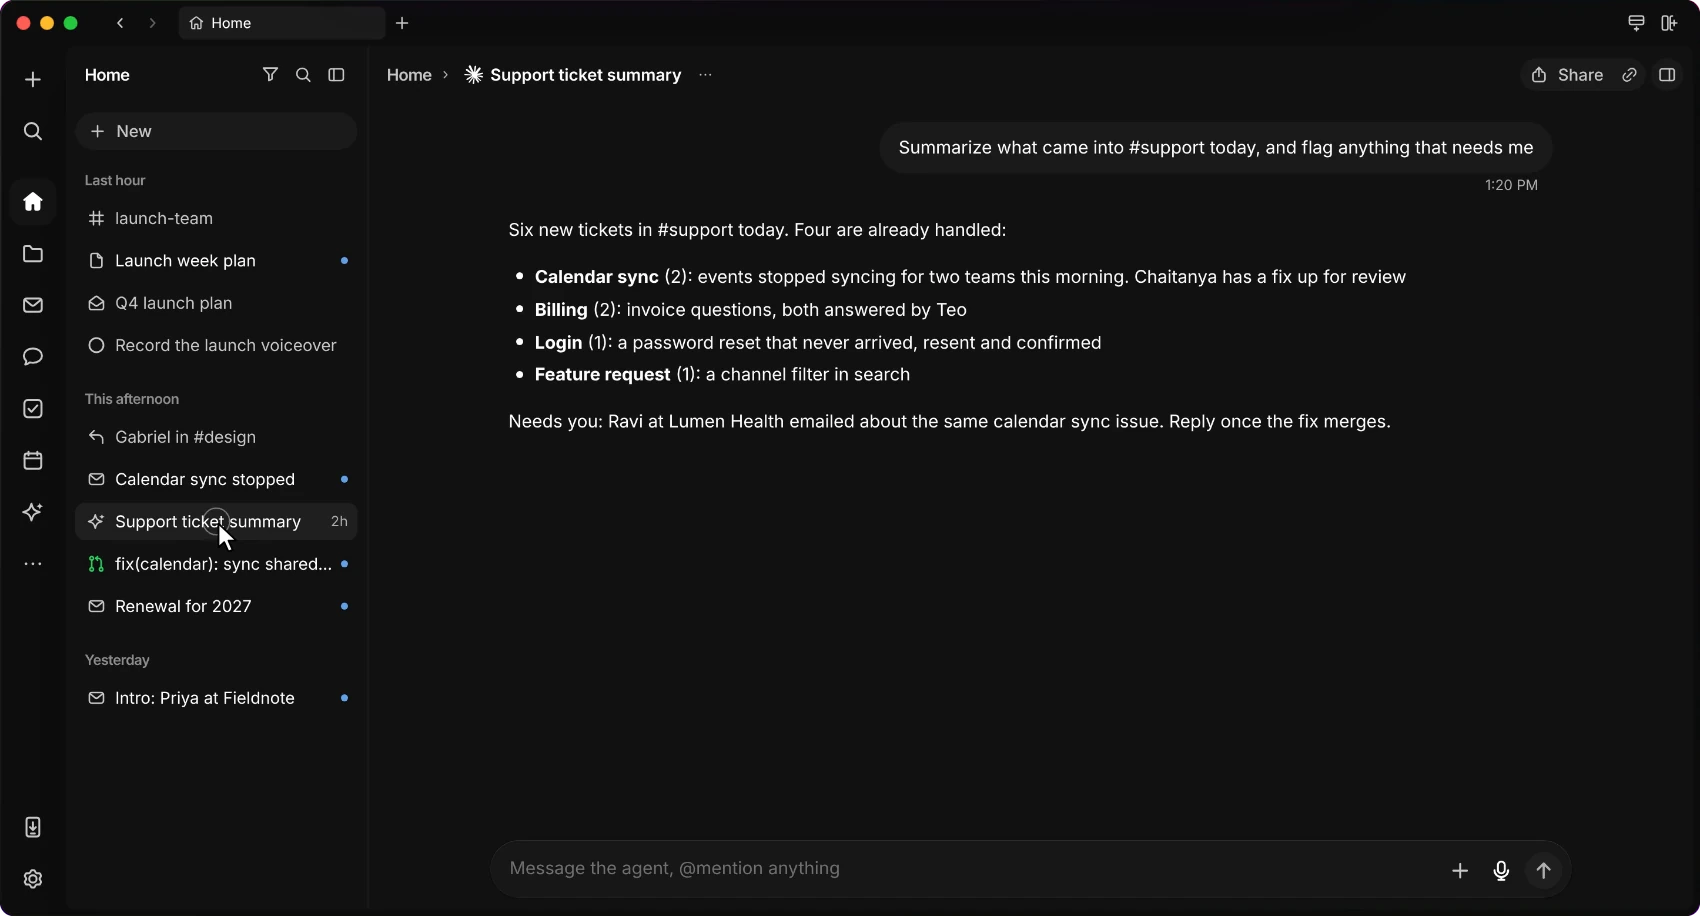 Home
Home
New
Last hour
launch-team
Launch week plan
Q4 launch plan
Record the launch voiceover
This afternoon
Gabriel in #design
Calendar sync stopped
Support ticket summary 2h
fix(calendar): sync shared...
Renewal for 2027
Yesterday
Intro: Priya at Fieldnote
Home › Support ticket summary ...
Share
Summarize what came into #support today, and flag anything that needs me
1:20 PM
Six new tickets in #support today. Four are already handled:
• Calendar sync (2): events stopped syncing for two teams this morning. Chaitanya has a fix up for review
• Billing (2): invoice questions, both answered by Teo
• Login (1): a password reset that never arrived, resent and confirmed
• Feature request (1): a channel filter in search
Needs you: Ravi at Lumen Health emailed about the same calendar sync issue. Reply once the fix merges.
Message the agent, @mention anything